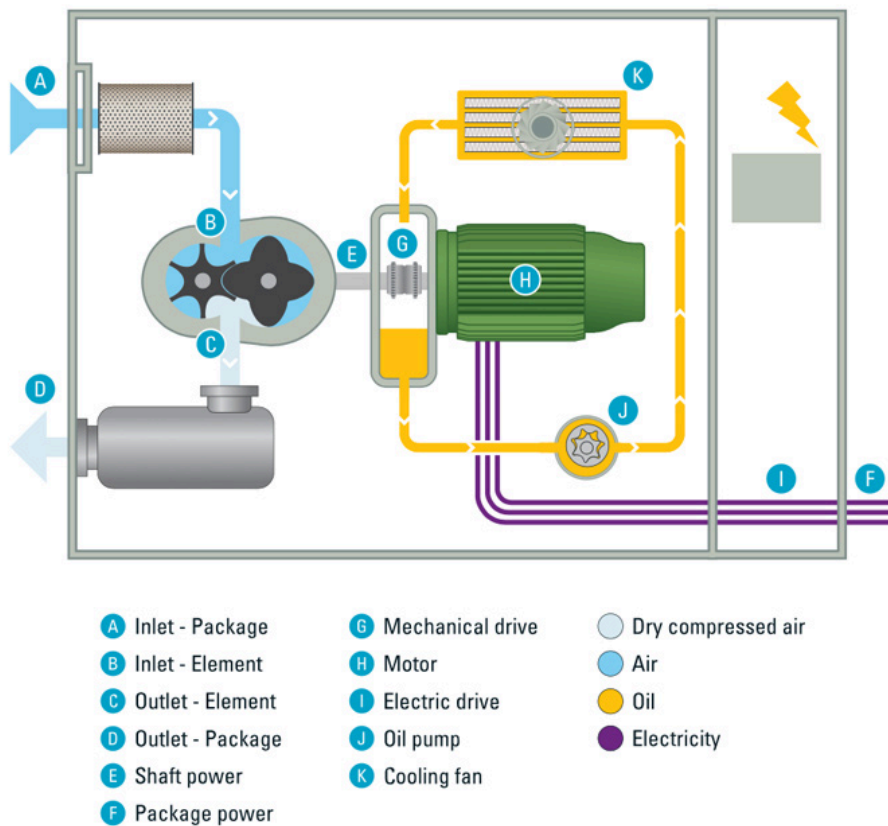 A
K
B
G
E
H
C
D
J
I
F
A Inlet - Package
B Inlet - Element
C Outlet - Element
D Outlet - Package
E Shaft power
F Package power
G Mechanical drive
H Motor
I Electric drive
J Oil pump
K Cooling fan
Dry compressed air
Air
Oil
Electricity